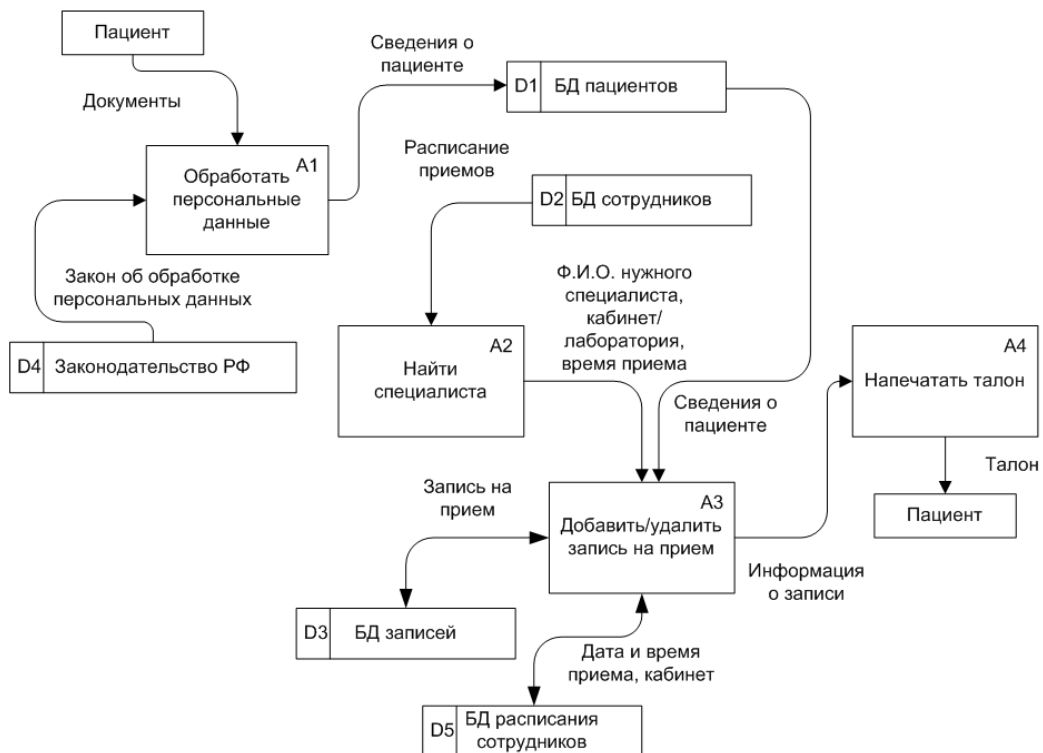 Пациент
Документы
Сведения о
пациенте
D1 БД пациентов
A1
Обработать
персональные
данные
Расписание
приемов
D2 БД сотрудников
Закон об обработке
персональных данных
D4 Законодательство РФ
Ф.И.О. нужного
специалиста,
кабинет/
лаборатория,
время приема
A2
Найти
специалиста
Сведения о
пациенте
A4
Напечатать талон
Талон
Пациент
Запись на
прием
A3
Добавить/удалить
запись на прием
Информация
о записи
D3 БД записей
Дата и время
приема, кабинет
D5 БД расписания
сотрудников